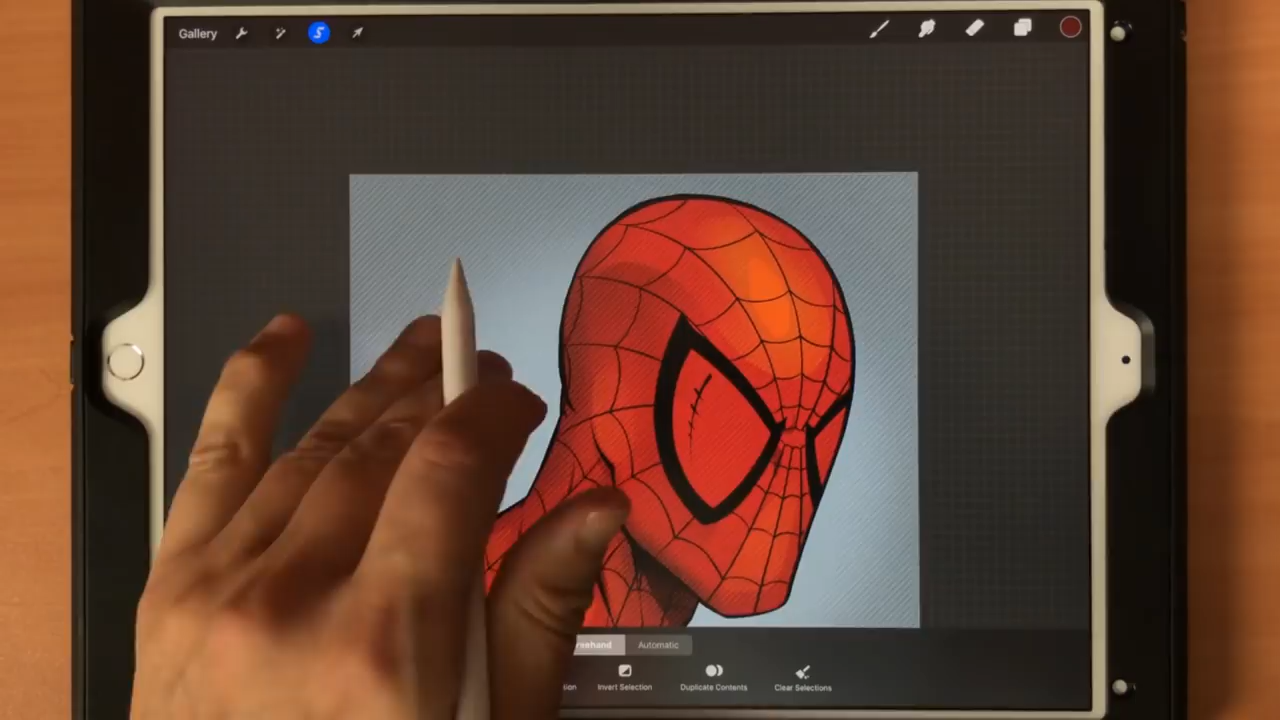 Gallery
Automatic
Invert Selection
Duplicate Contents
Clear Selections